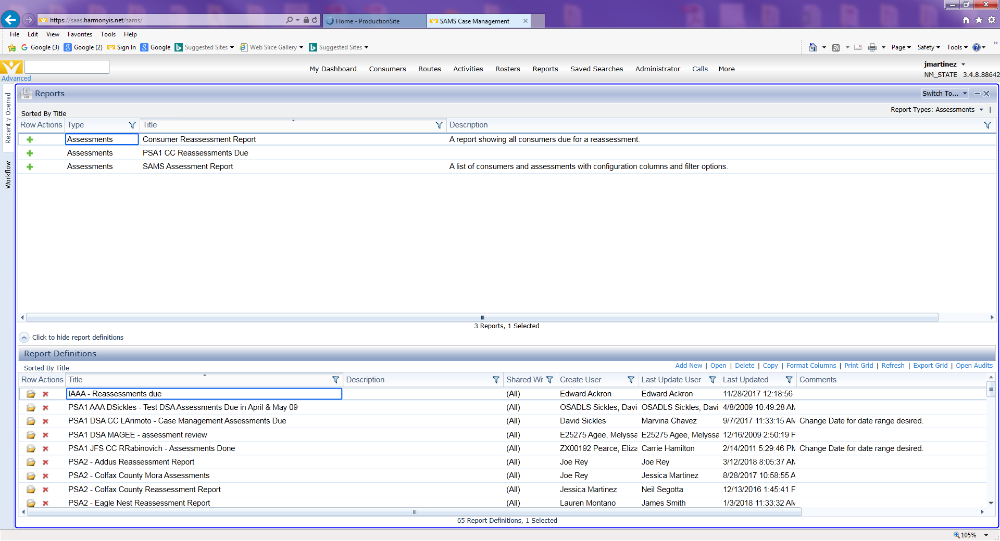 https://saas.harmonyis.net/sams/
Home - ProductionSite
SAMS Case Management
File Edit View Favorites Tools Help
Google (3) Google (2) Sign In Google Suggested Sites Web Slice Gallery Suggested Sites
Page Safety Tools
My Dashboard Consumers Routes Activities Rosters Reports Saved Searches Administrator Calls More
jmartinez
NM_STATE 3.4.8.88642
Advanced
Recently Opened
Workflow
Reports
Switch To...
Sorted By Title
Report Types: Assessments |
Row Actions Type Title Description
Assessments Consumer Reassessment Report A report showing all consumers due for a reassessment.
Assessments PSA1 CC Reassessments Due
Assessments SAMS Assessment Report A list of consumers and assessments with configuration columns and filter options.
3 Reports, 1 Selected
Click to hide report definitions
Report Definitions
Sorted By Title
Add New | Open | Delete | Copy | Format Columns | Print Grid | Refresh | Export Grid | Open Audits
Row Actions Title Description Shared Wit Create User Last Update User Last Updated Comments
IAAA - Reassessments due (All) Edward Ackron Edward Ackron 11/28/2017 12:18:56
PSA1 AAA DSickles - Test DSA Assessments Due in April & May 09 (All) OSADLS Sickles, Davi OSADLS Sickles, Davi 4/8/2009 10:49:28 AM
PSA1 DSA CC LArimoto - Case Management Assessments Due (All) David Sickles Marvina Chavez 9/7/2017 11:33:15 AM Change Date for date range desired.
PSA1 DSA MAGEE - assessment review (All) E25275 Agee, Melyssa E25275 Agee, Melyssa 12/16/2009 2:50:19 P
PSA1 JFS CC RRabinovich - Assessments Done (All) ZX00192 Pearce, Eliza Carrie Hamilton 2/14/2011 5:29:46 PM Change Date for date range desired.
PSA2 - Addus Reassessment Report (All) Joe Rey Joe Rey 3/12/2018 8:05:37 AM
PSA2 - Colfax County Mora Assessments (All) Joe Rey Jessica Martinez 8/28/2017 10:58:55 A
PSA2 - Colfax County Reassessment Report (All) Jessica Martinez Neil Segotta 12/13/2016 1:45:41 P
PSA2 - Eagle Nest Reassessment Report (All) Lauren Montano James Smith 1/3/2018 11:33:32 AM
65 Report Definitions, 1 Selected
105%